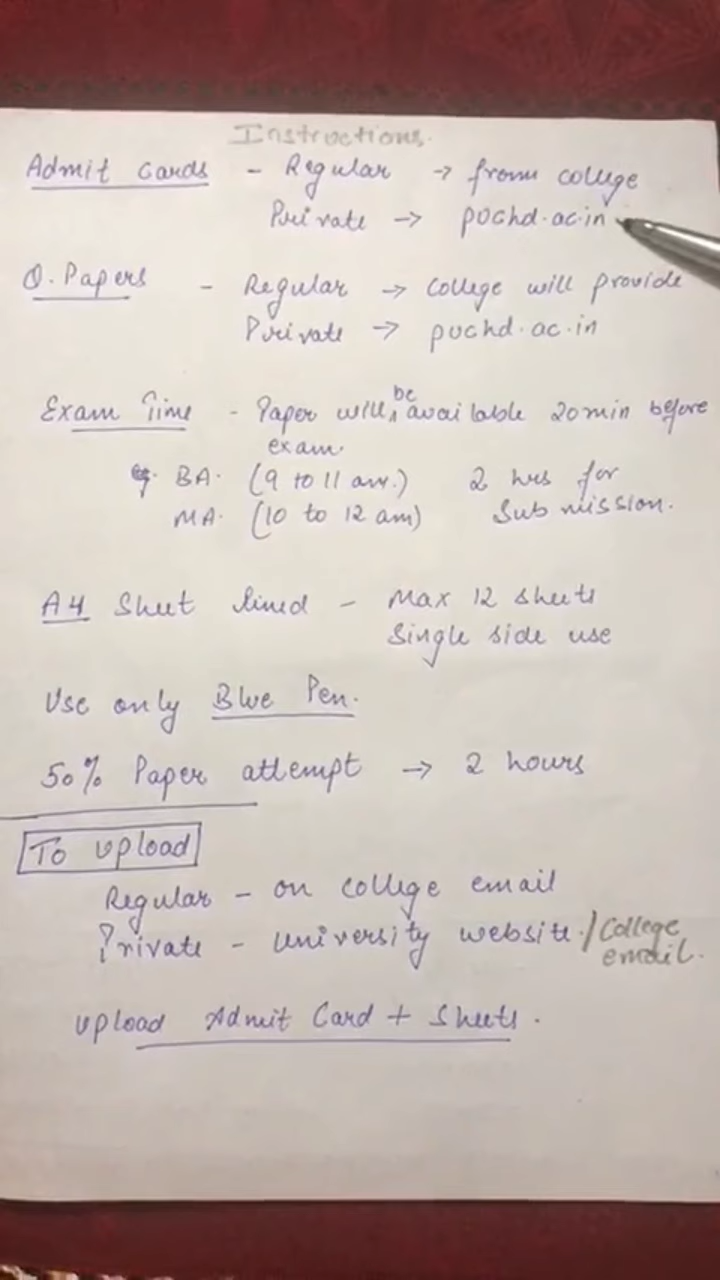 Instructions.
Admit Cards - Regular → from college
Private → puchd.ac.in
Q. Papers - Regular → College will provide
Private → puchd.ac.in
Exam Time - Paper will be available 20 min before
exam.
eg. BA. (9 to 11 am.) 2 hrs for
MA. (10 to 12 am) Submission.
A4 Sheet lined - Max 12 sheets
Single side use
Use only Blue Pen.
50% Paper attempt → 2 hours
To upload
Regular - on college email
Private - university website. / College
email.
upload Admit Card + Sheets.